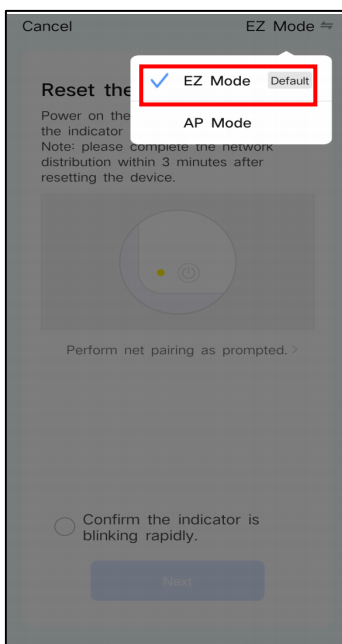 Cancel
EZ Mode
EZ Mode Default
AP Mode
Reset the
Power on the
the indicator
Note: please complete the network
distribution within 3 minutes after
resetting the device.
Perform net pairing as prompted. >
Confirm the indicator is
blinking rapidly.
Next